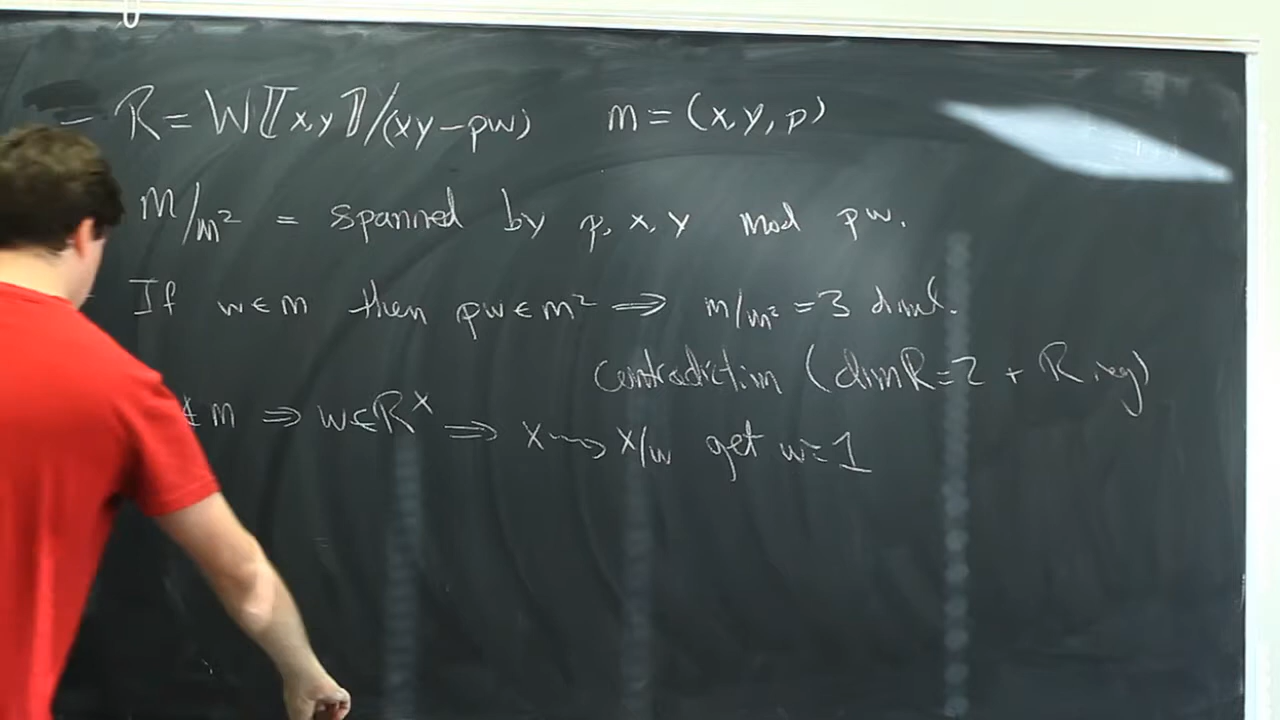 - R = W⟦x,y⟧/(xy-pw) m = (x,y,p)
m/m² = spanned by p, x, y mod pw.
If w ∈ m then pw ∈ m² ⟹ m/m² = 3 dim'l.
contradiction (dim R = 2 + R reg)
∉ m ⟹ w ∈ R^x ⟹ x ⇝ x/w get w = 1